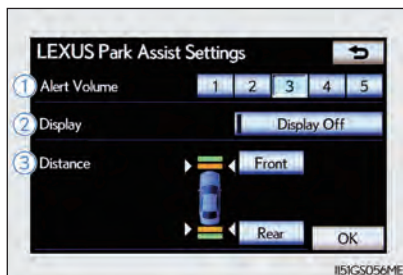 LEXUS Park Assist Settings
1 Alert Volume 1 2 3 4 5
2 Display Display Off
3 Distance Front
Rear OK
II51GS056ME